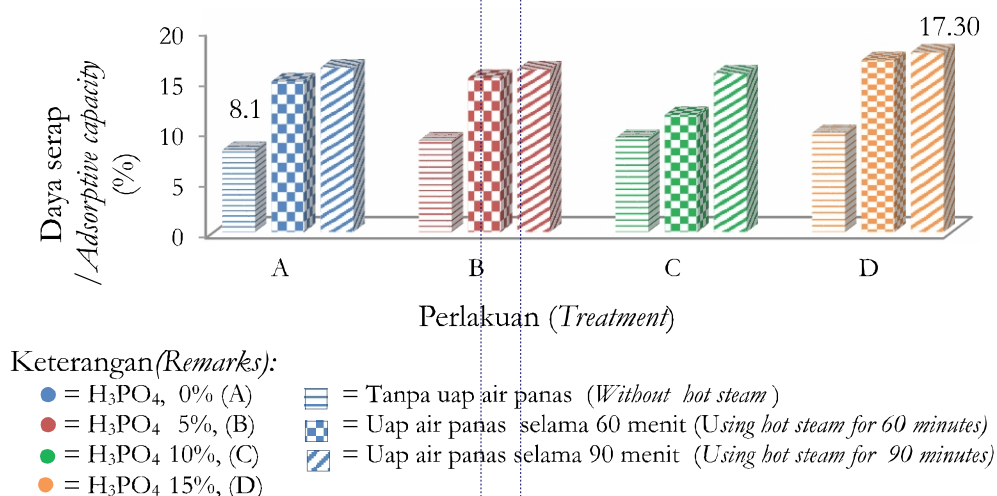 17.30
20
15
10
5
0
8.1
Daya serap
/Adsorptive capacity
(%)
A B C D
Perlakuan (Treatment)
Keterangan(Remarks):
= H₃PO₄, 0% (A) = Tanpa uap air panas (Without hot steam)
= H₃PO₄ 5%, (B) = Uap air panas selama 60 menit (Using hot steam for 60 minutes)
= H₃PO₄ 10%, (C) = Uap air panas selama 90 menit (Using hot steam for 90 minutes)
= H₃PO₄ 15%, (D)